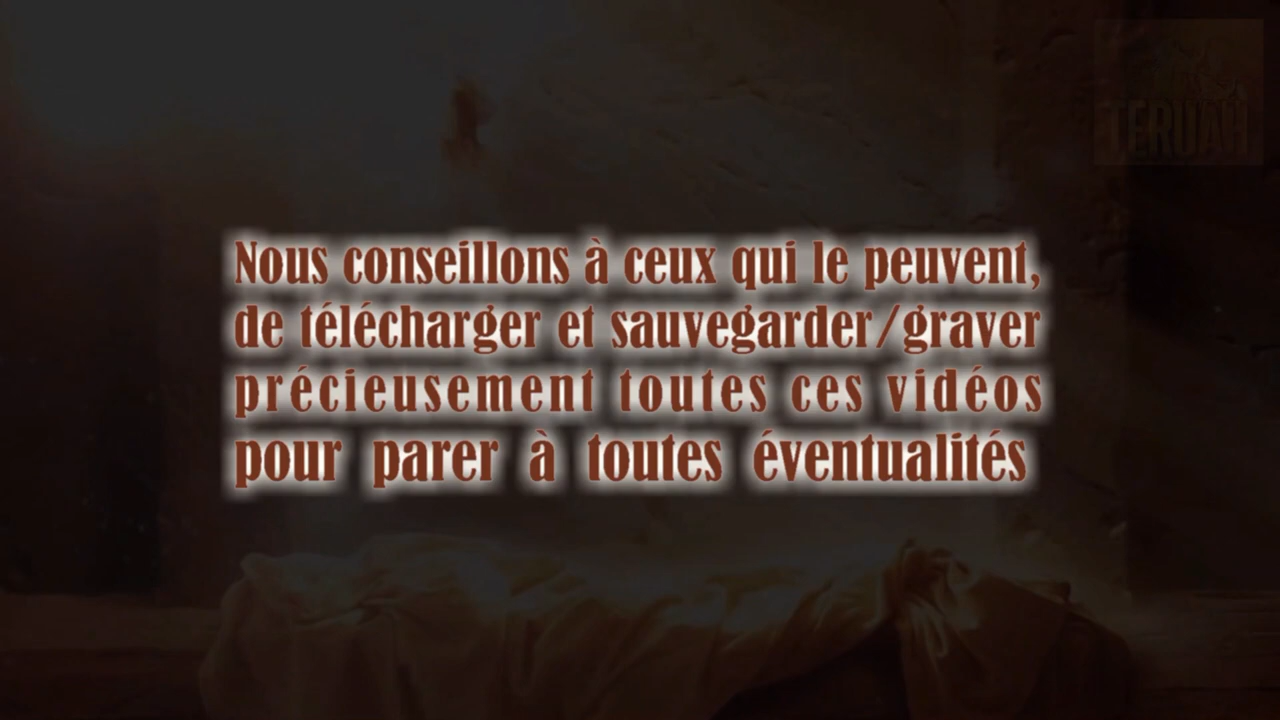 TERUAH
Nous conseillons à ceux qui le peuvent,
de télécharger et sauvegarder/graver
précieusement toutes ces vidéos
pour parer à toutes éventualités